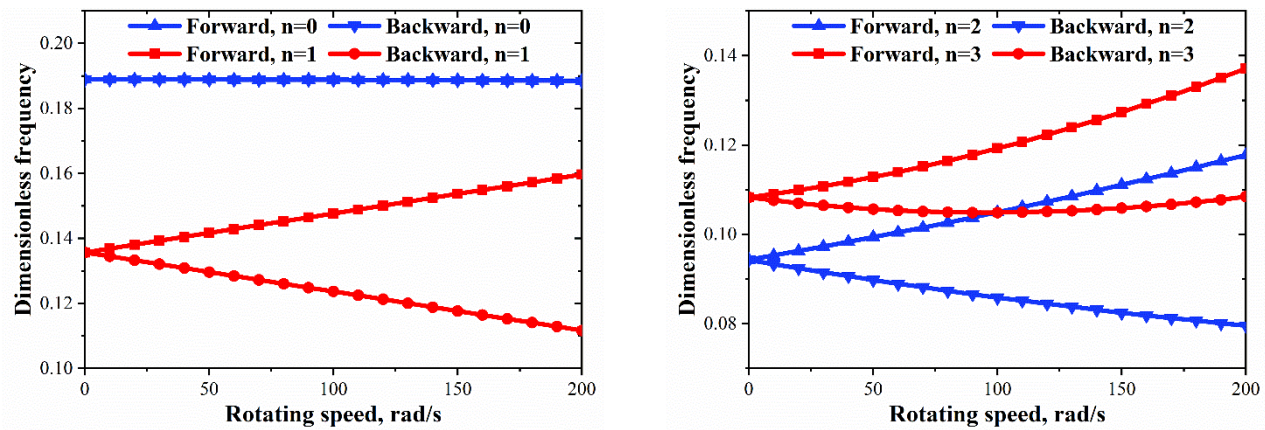 Forward, n=0 Backward, n=0
Forward, n=1 Backward, n=1
Dimensionless frequency
0.20
0.18
0.16
0.14
0.12
0.10
0 50 100 150 200
Rotating speed, rad/s
Forward, n=2 Backward, n=2
Forward, n=3 Backward, n=3
Dimensionless frequency
0.14
0.12
0.10
0.08
0 50 100 150 200
Rotating speed, rad/s